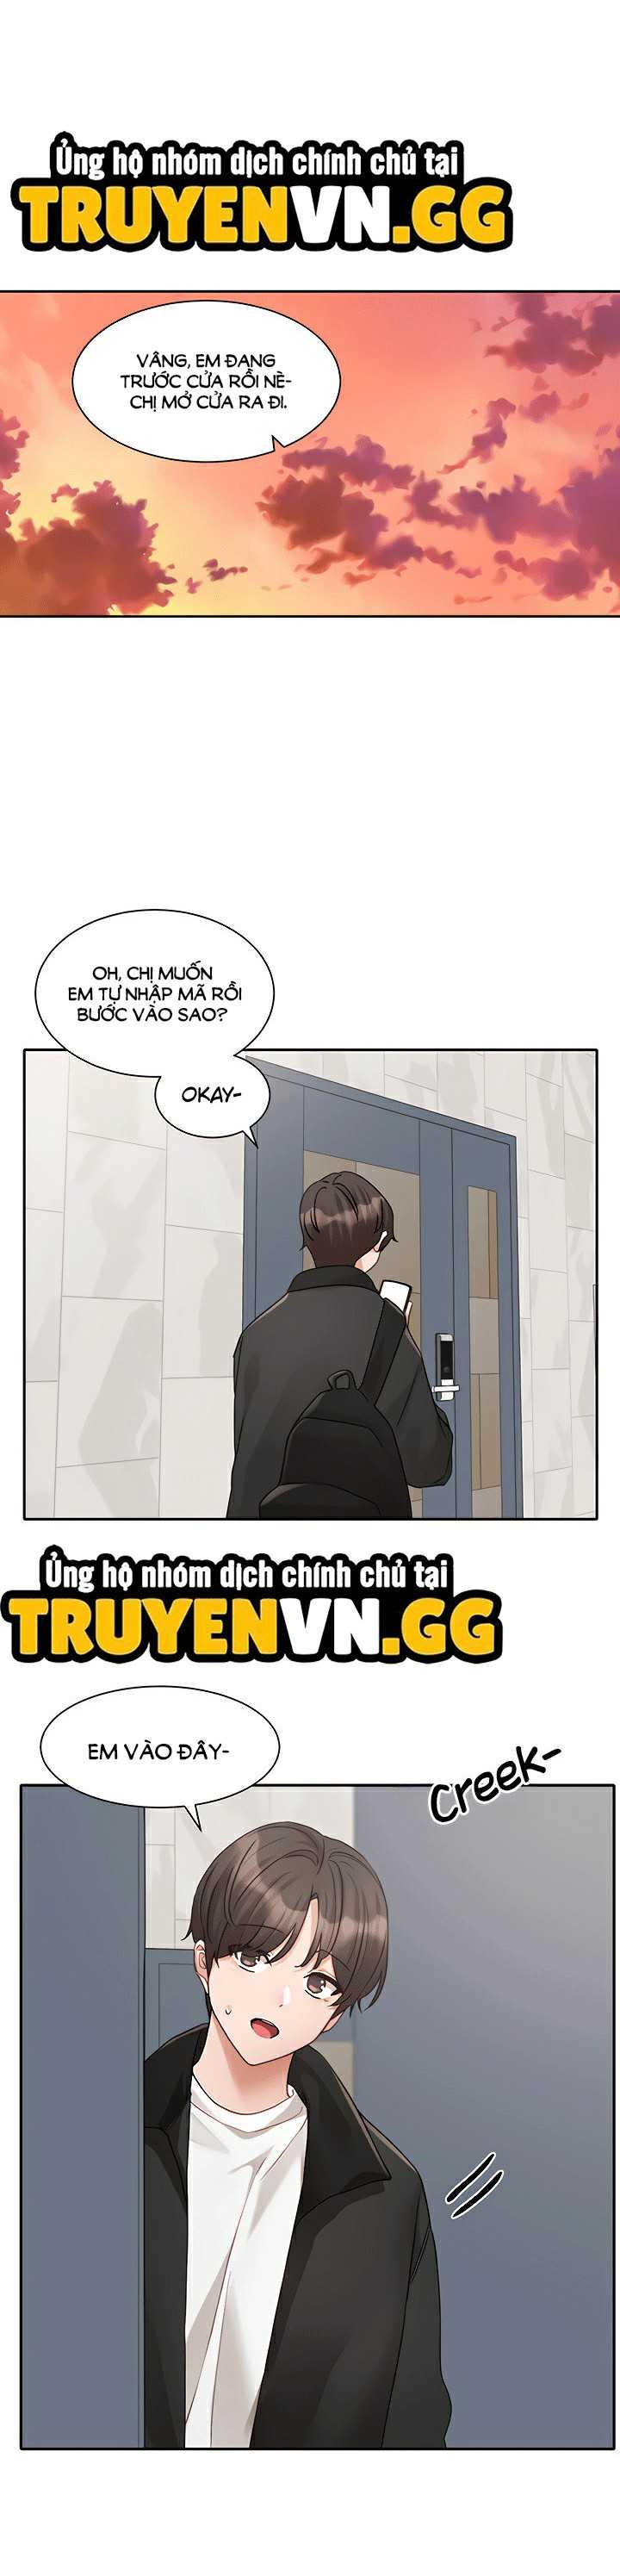 Ủng hộ nhóm dịch chính chủ tại
TRUYENVN.GG
VÂNG, EM ĐANG
TRƯỚC CỬA RỒI NÈ-
CHỊ MỞ CỬA RA ĐI.
OH, CHỊ MUỐN
EM TỰ NHẬP MÃ RỒI
BƯỚC VÀO SAO?
OKAY-
Ủng hộ nhóm dịch chính chủ tại
TRUYENVN.GG
EM VÀO ĐÂY-
Creek-